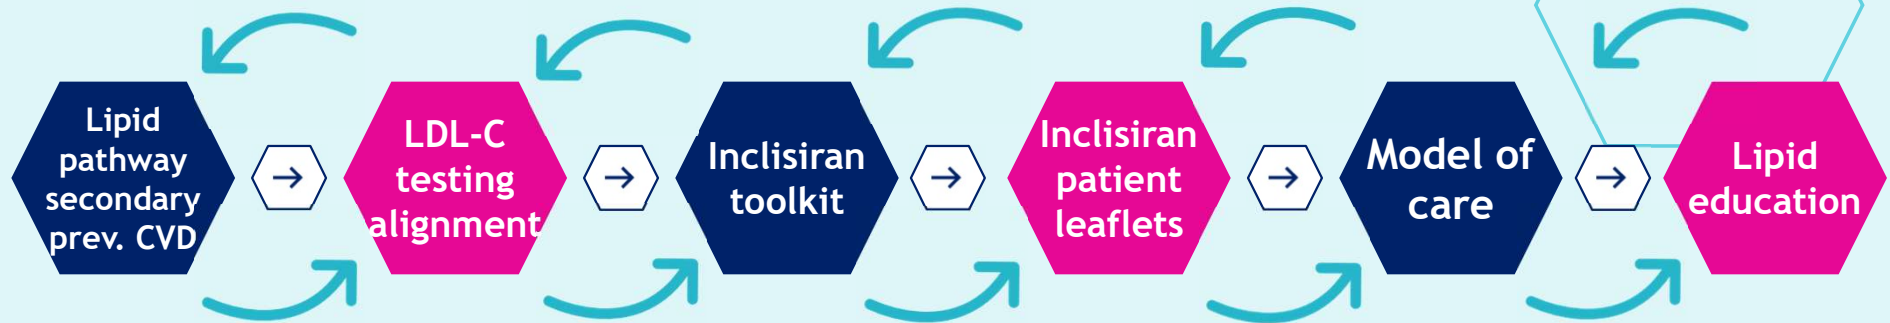 Lipid
pathway
secondary
prev. CVD
LDL-C
testing
alignment
Inclisiran
toolkit
Inclisiran
patient
leaflets
Model of
care
Lipid
education